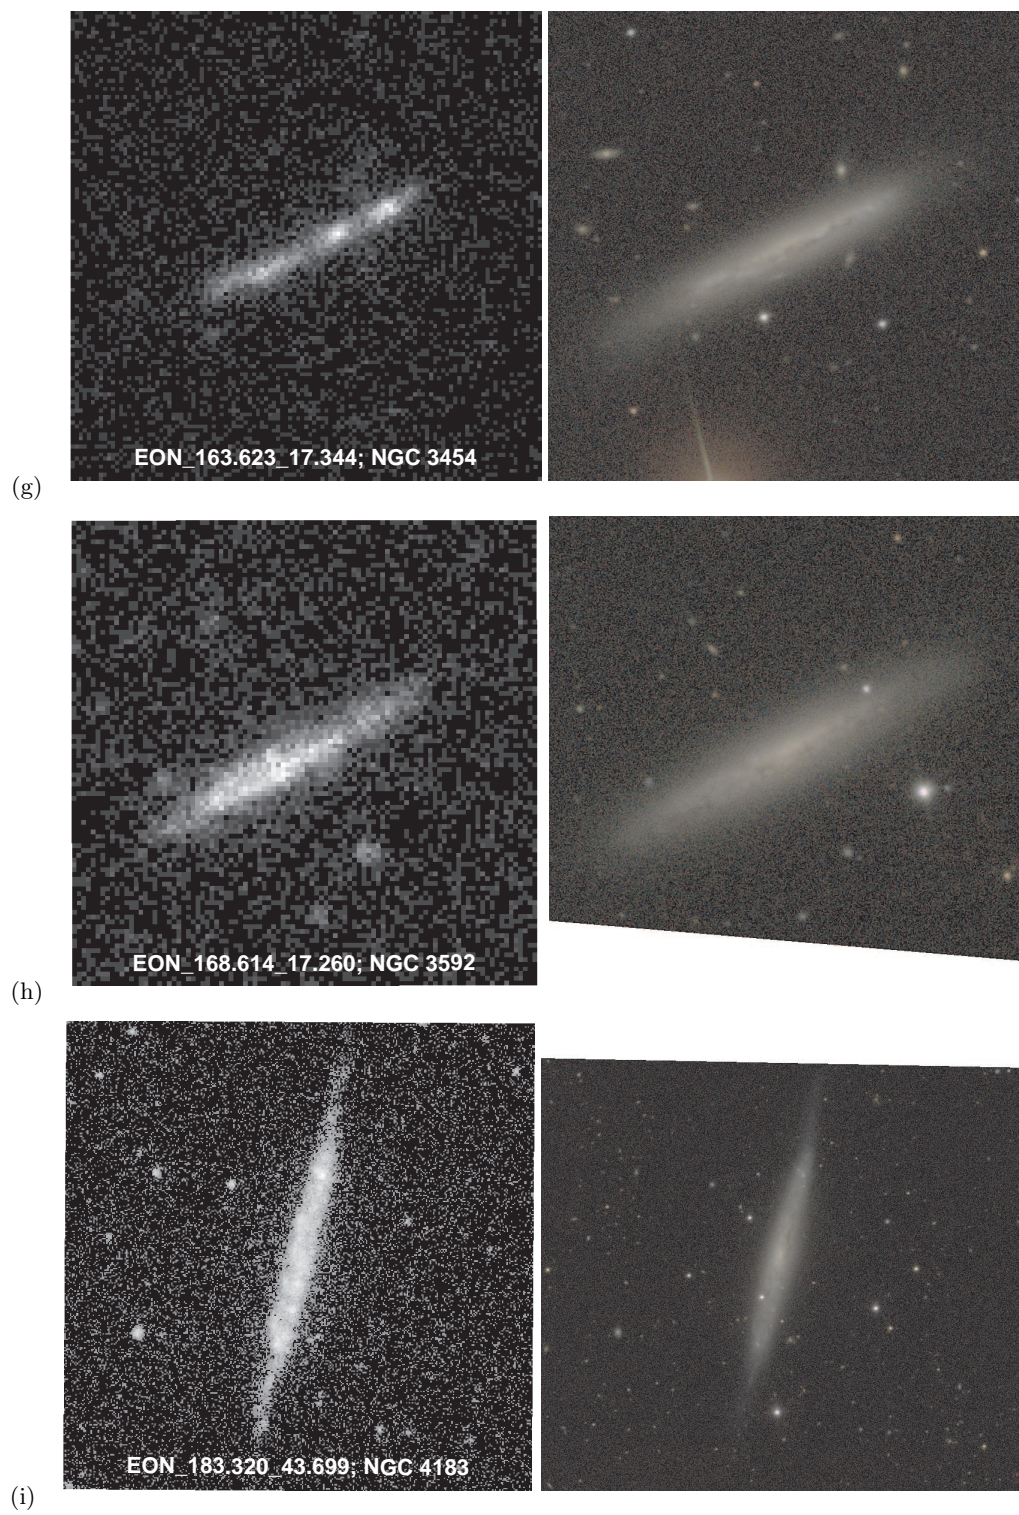 EON_163.623_17.344; NGC 3454
(g)
EON_168.614_17.260; NGC 3592
(h)
EON_183.320_43.699; NGC 4183
(i)